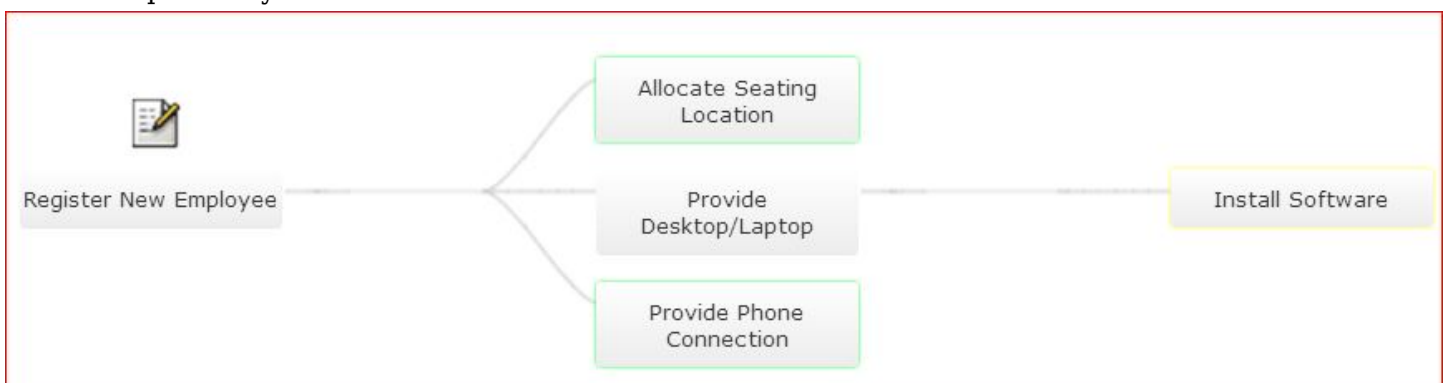 Register New Employee
Allocate Seating
Location
Provide
Desktop/Laptop
Provide Phone
Connection
Install Software